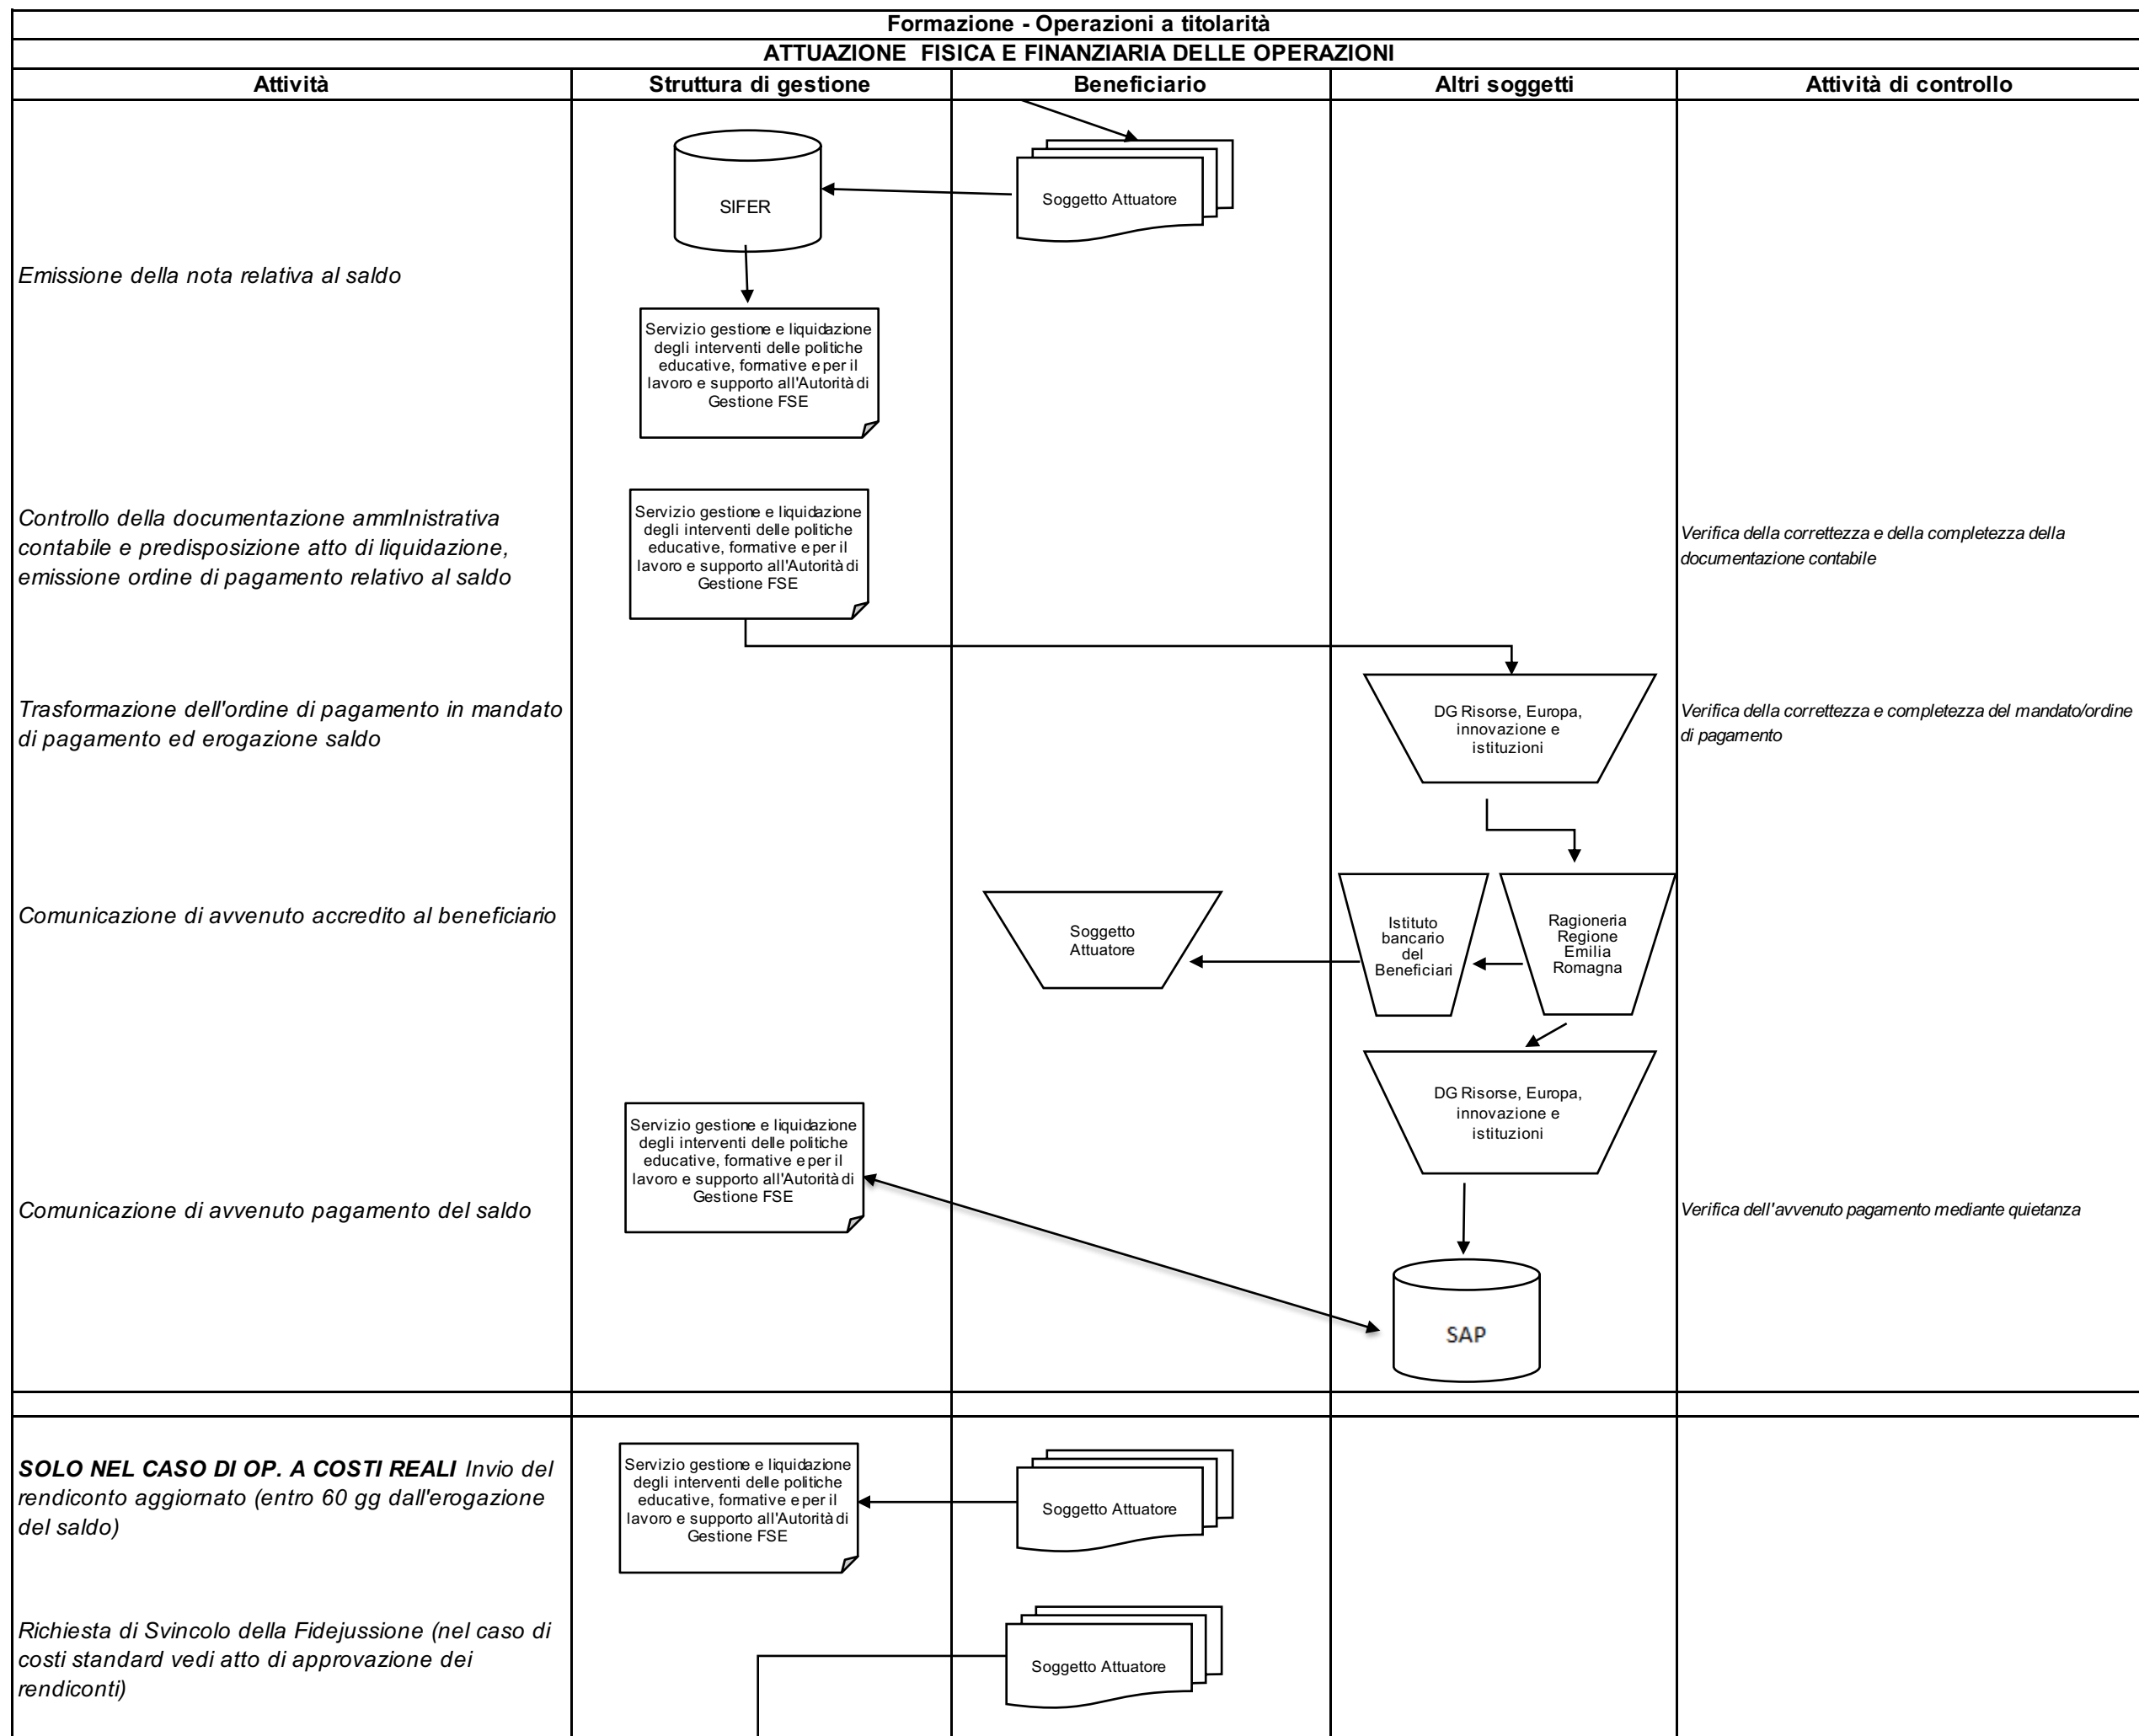 Formazione - Operazioni a titolarità
ATTUAZIONE FISICA E FINANZIARIA DELLE OPERAZIONI
Attività
Struttura di gestione
Beneficiario
Altri soggetti
Attività di controllo
SIFER
Soggetto Attuatore
Emissione della nota relativa al saldo
Servizio gestione e liquidazione
degli interventi delle politiche
educative, formative e per il
lavoro e supporto all'Autorità di
Gestione FSE
Controllo della documentazione ammInistrativa
contabile e predisposizione atto di liquidazione,
emissione ordine di pagamento relativo al saldo
Servizio gestione e liquidazione
degli interventi delle politiche
educative, formative e per il
lavoro e supporto all'Autorità di
Gestione FSE
Verifica della correttezza e della completezza della
documentazione contabile
Trasformazione dell'ordine di pagamento in mandato
di pagamento ed erogazione saldo
DG Risorse, Europa,
innovazione e
istituzioni
Verifica della correttezza e completezza del mandato/ordine
di pagamento
Comunicazione di avvenuto accredito al beneficiario
Soggetto
Attuatore
Istituto
bancario
del
Beneficiari
Ragioneria
Regione
Emilia
Romagna
DG Risorse, Europa,
innovazione e
istituzioni
Comunicazione di avvenuto pagamento del saldo
Servizio gestione e liquidazione
degli interventi delle politiche
educative, formative e per il
lavoro e supporto all'Autorità di
Gestione FSE
Verifica dell'avvenuto pagamento mediante quietanza
SAP
SOLO NEL CASO DI OP. A COSTI REALI Invio del
rendiconto aggiornato (entro 60 gg dall'erogazione
del saldo)
Servizio gestione e liquidazione
degli interventi delle politiche
educative, formative e per il
lavoro e supporto all'Autorità di
Gestione FSE
Soggetto Attuatore
Richiesta di Svincolo della Fidejussione (nel caso di
costi standard vedi atto di approvazione dei
rendiconti)
Soggetto Attuatore